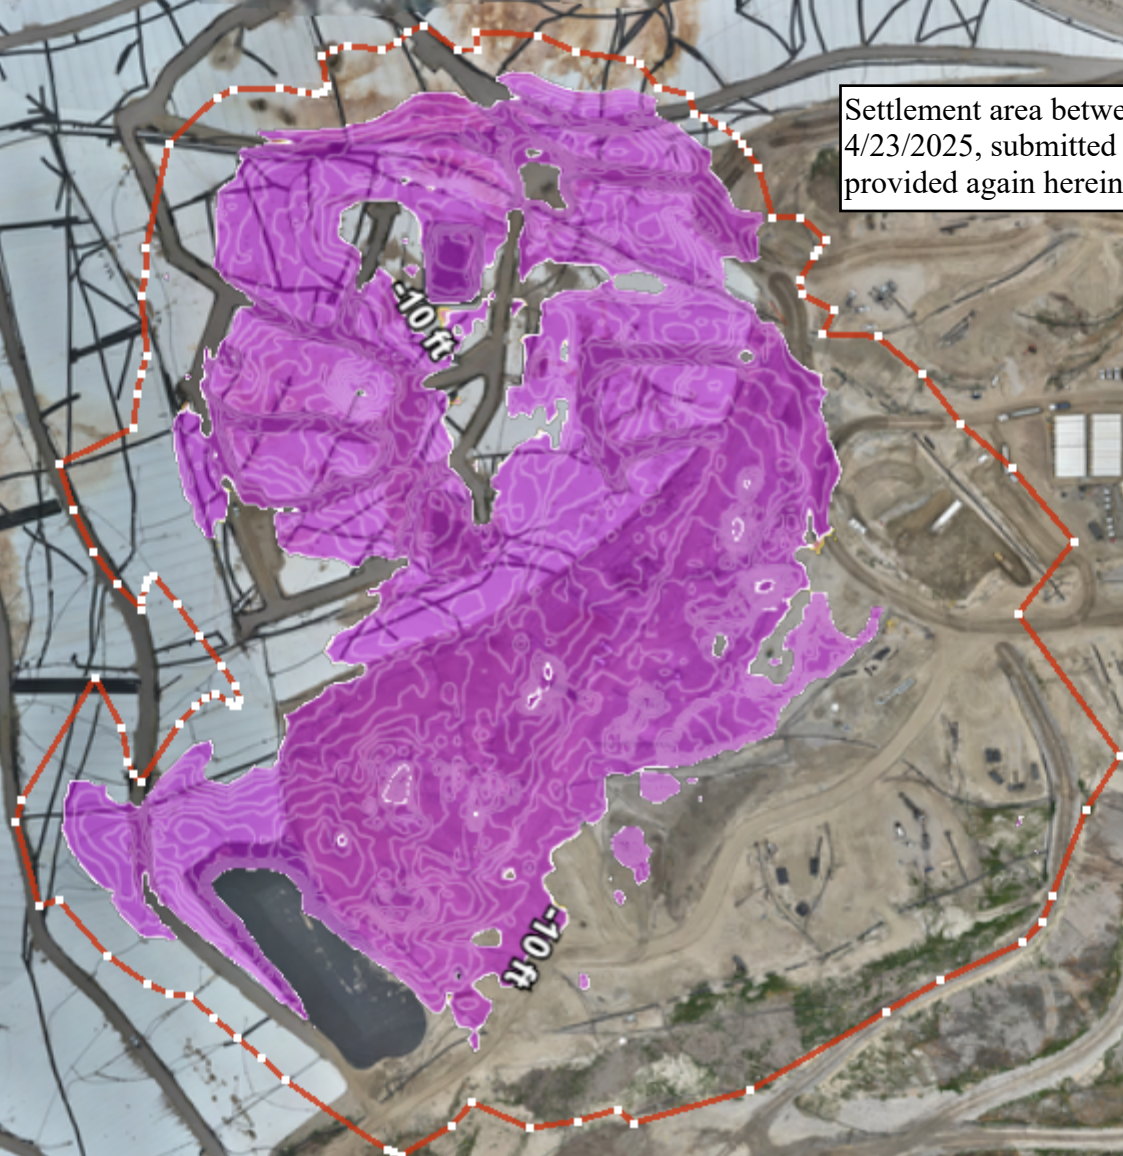 Settlement area betwe
4/23/2025, submitted
provided again herein
-10 ft
-10 ft